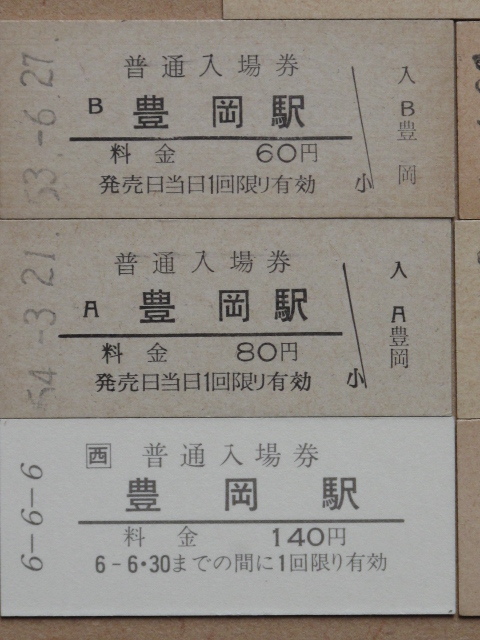 53.-6.27.
普通入場券
B 豊岡駅
料金 60円
発売日当日1回限り有効
小
入
B
豊岡
54.-3.21.
普通入場券
A 豊岡駅
料金 80円
発売日当日1回限り有効
小
入
A
豊岡
6-6-6
西 普通入場券
豊岡駅
料金 140円
6-6・30までの間に1回限り有効